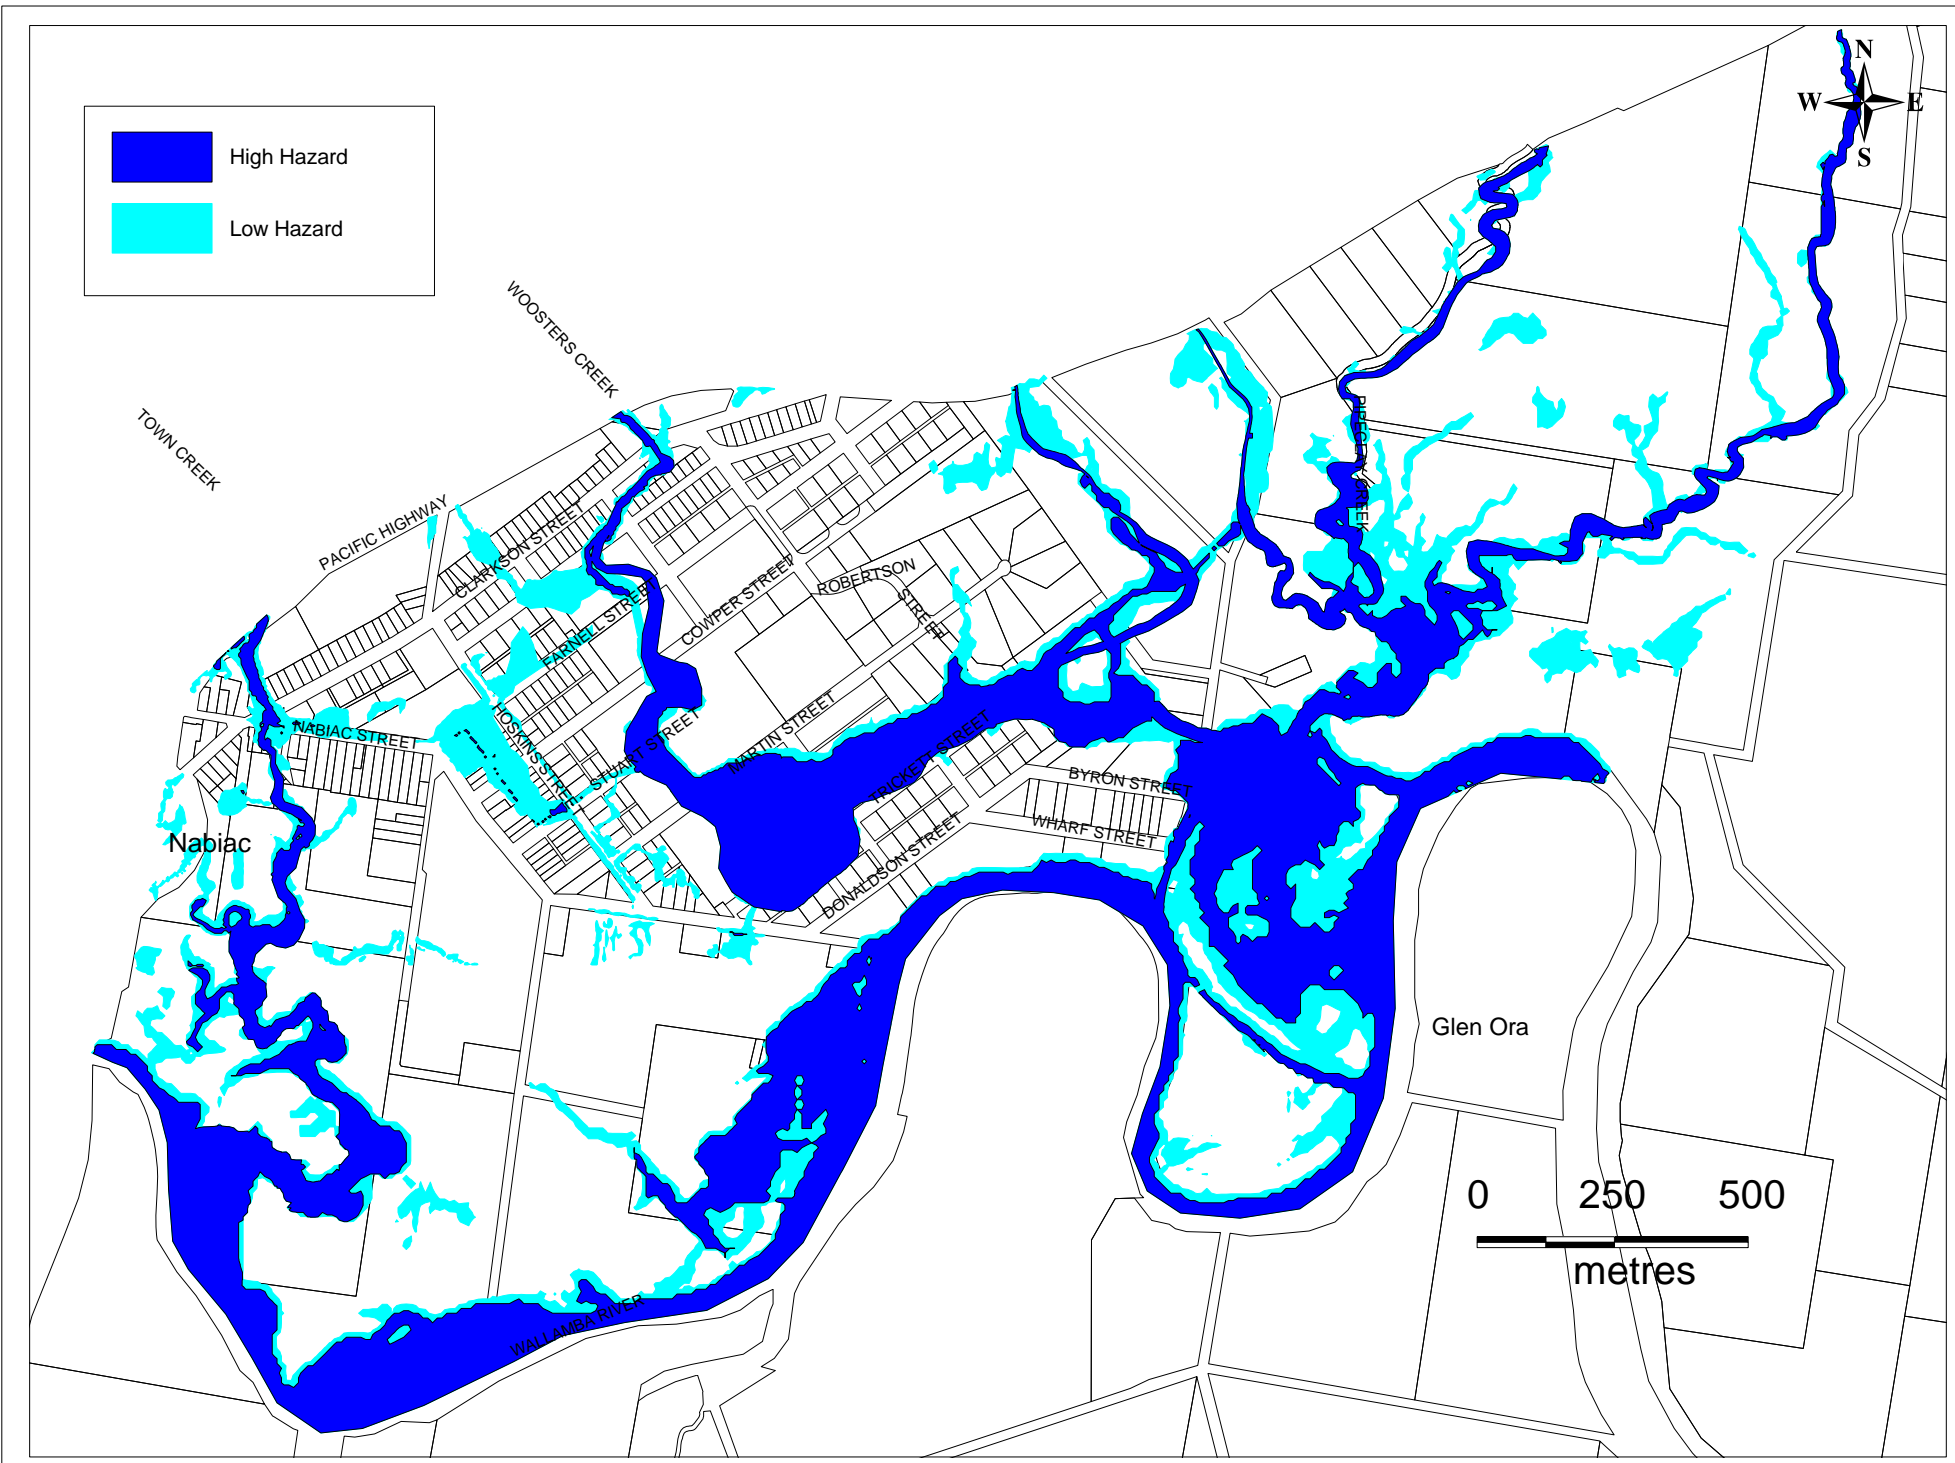 N
W E
S
High Hazard
Low Hazard
WOOSTERS CREEK
TOWN CREEK
PACIFIC HIGHWAY
CLARKSON STREET
PIPECLAY CREEK
FARNELL STREET
COWPER STREET
ROBERTSON
STREET
NABIAC STREET
HOSKINS STREET
STUART STREET
MARTIN STREET
TRICKETT STREET
BYRON STREET
WHARF STREET
DONALDSON STREET
Nabiac
Glen Ora
0 250 500
metres
WALLAMBA RIVER